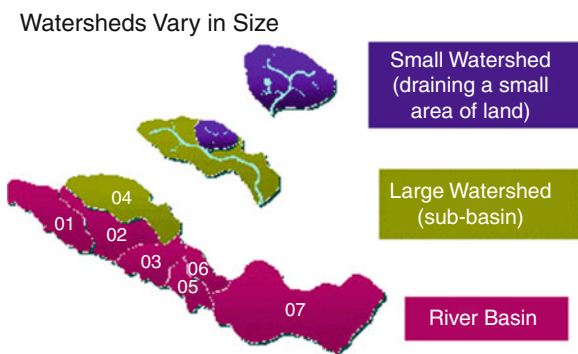 Watersheds Vary in Size
Small Watershed
(draining a small
area of land)
Large Watershed
(sub-basin)
04
01
02
03
06
05
07
River Basin